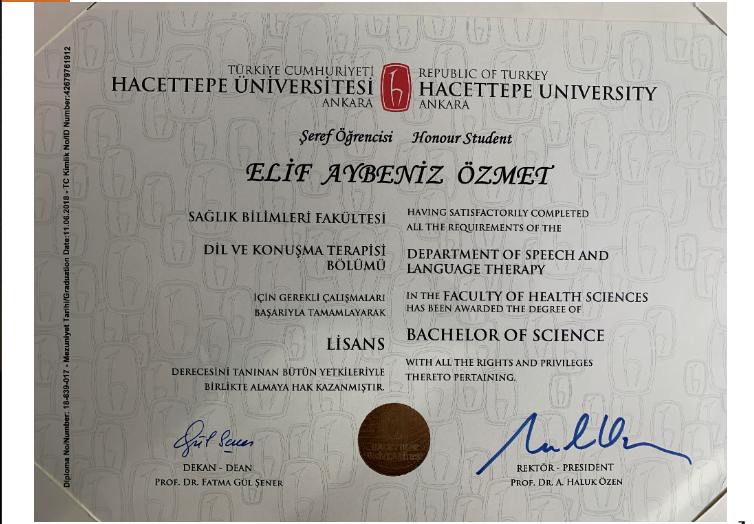 TÜRKİYE CUMHURİYETİ
HACETTEPE ÜNİVERSİTESİ
ANKARA
REPUBLIC OF TURKEY
HACETTEPE UNIVERSITY
ANKARA
Şeref Öğrencisi Honour Student
ELİF AYBENİZ ÖZMET
SAĞLIK BİLİMLERİ FAKÜLTESİ
DİL VE KONUŞMA TERAPİSİ
BÖLÜMÜ
İÇİN GEREKLİ ÇALIŞMALARI
BAŞARIYLA TAMAMLAYARAK
LİSANS
DERECESİNİ TANINAN BÜTÜN YETKİLERİYLE
BİRLİKTE ALMAYA HAK KAZANMIŞTIR.
HAVING SATISFACTORILY COMPLETED
ALL THE REQUIREMENTS OF THE
DEPARTMENT OF SPEECH AND
LANGUAGE THERAPY
IN THE FACULTY OF HEALTH SCIENCES
HAS BEEN AWARDED THE DEGREE OF
BACHELOR OF SCIENCE
WITH ALL THE RIGHTS AND PRIVILEGES
THERETO PERTAINING.
Gül Şener
DEKAN - DEAN
PROF. DR. FATMA GÜL ŞENER
HACETTEPE
ÜNİVERSİTESİ
REKTÖR - PRESIDENT
PROF. DR. A. HALUK ÖZEN
Diploma No/Number: 18-639-017 - Mezuniyet Tarihi/Graduation Date:11.06.2018 - TC Kimlik No/ID Number:42679761912